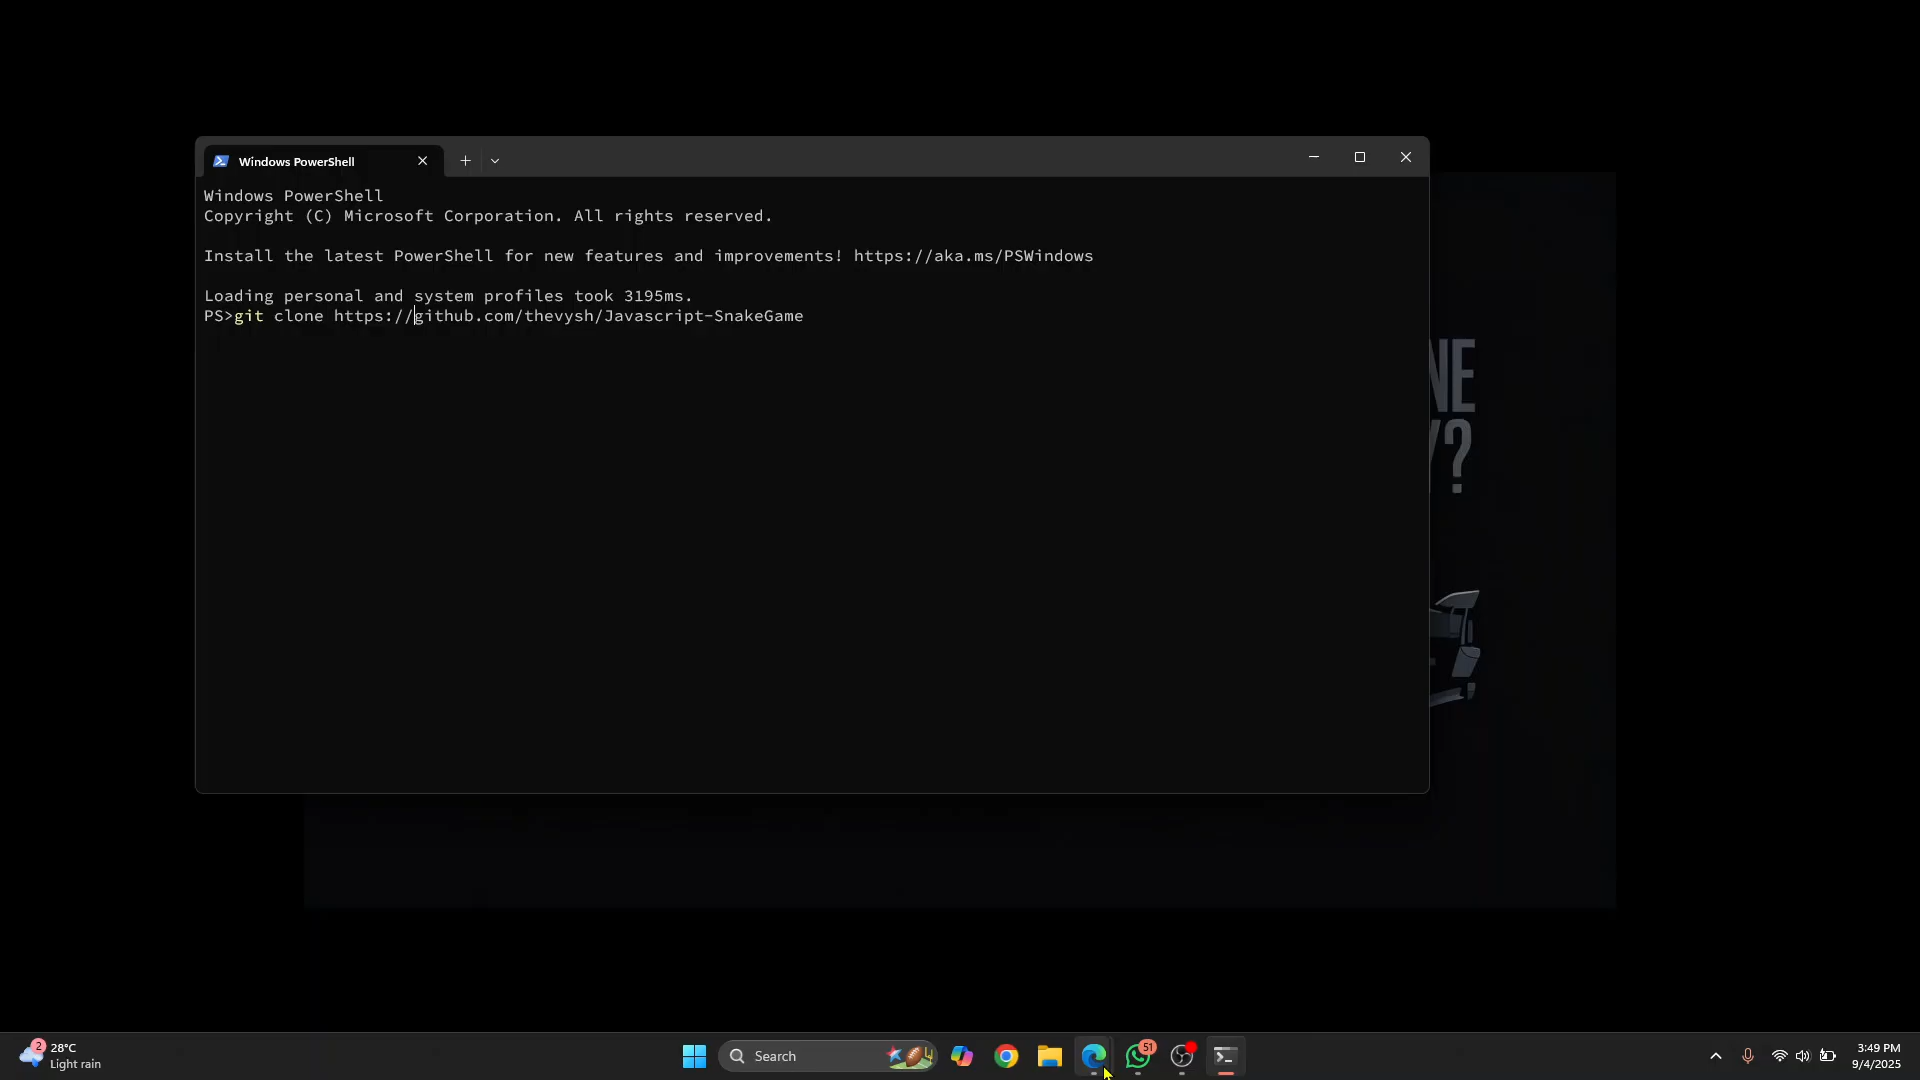 Windows PowerShell
Windows PowerShell
Copyright (C) Microsoft Corporation. All rights reserved.
Install the latest PowerShell for new features and improvements! https://aka.ms/PSWindows
Loading personal and system profiles took 3195ms.
PS>git clone https://github.com/thevysh/Javascript-SnakeGame
NE
Y?
2
28°C
Light rain
Search
51
3:49 PM
9/4/2025